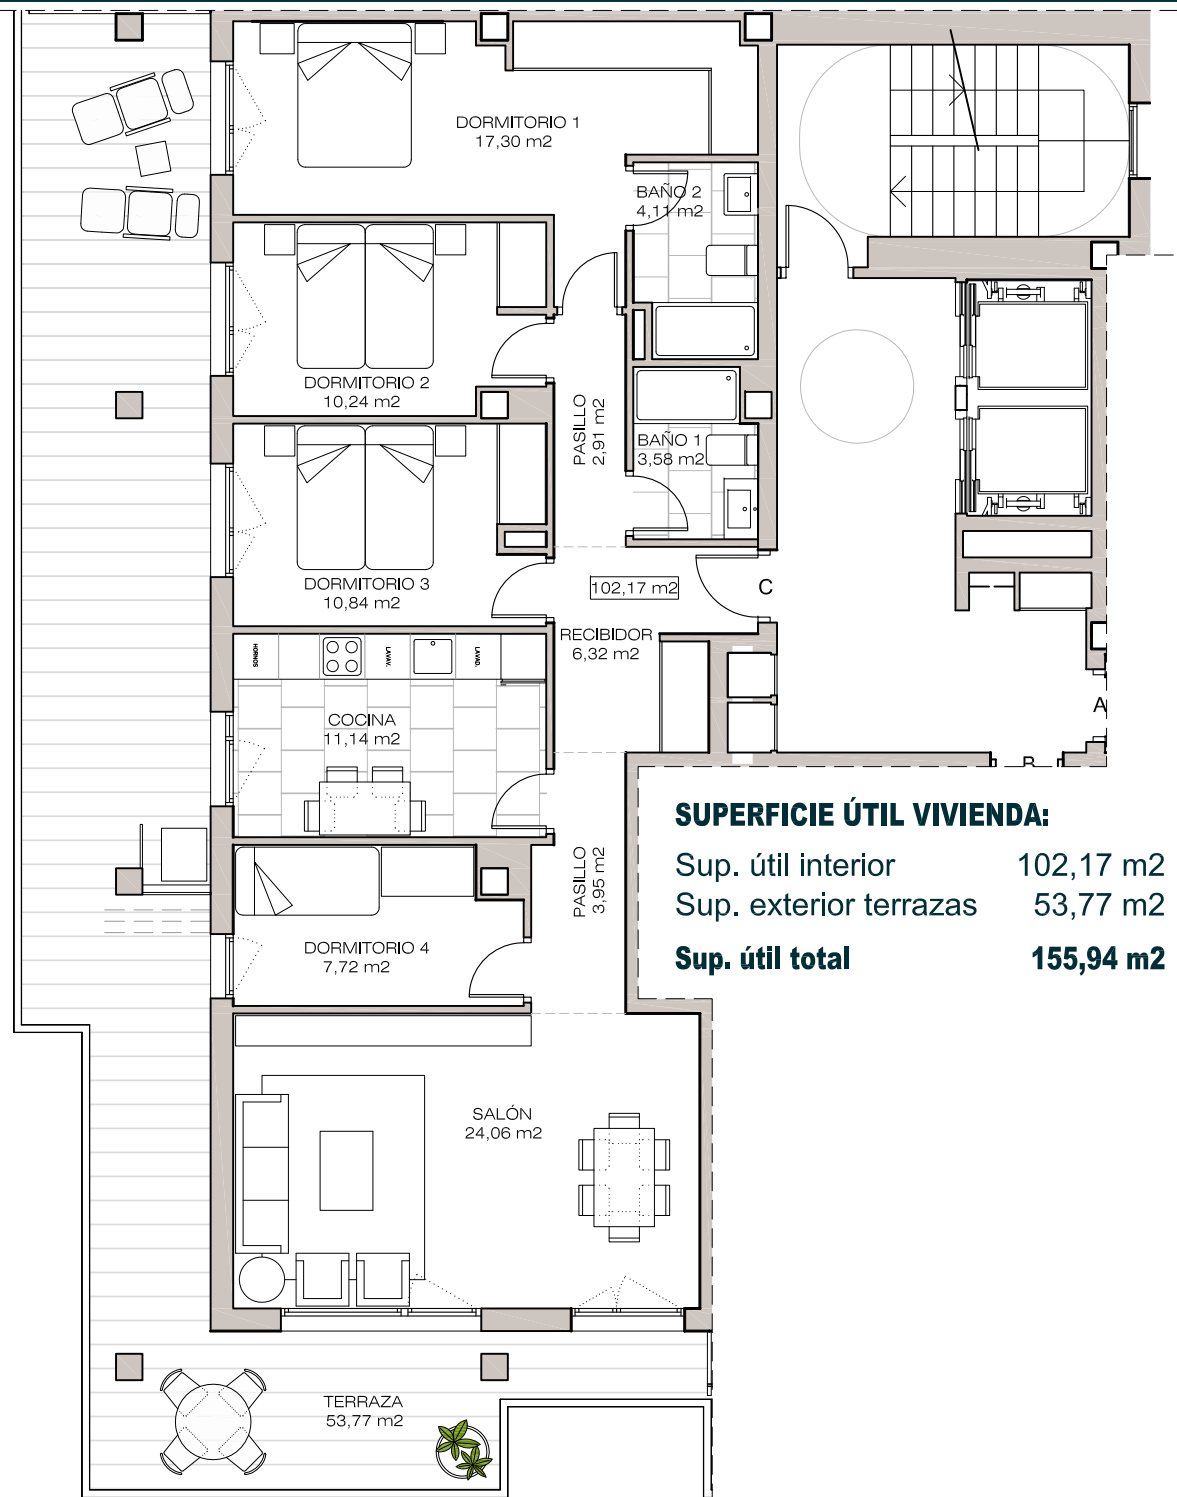 DORMITORIO 1
17,30 m2
BAÑO 2
4,11 m2
DORMITORIO 2
10,24 m2
PASILLO
2,91 m2
BAÑO 1
3,58 m2
DORMITORIO 3
10,84 m2
102,17 m2
C
RECIBIDOR
6,32 m2
HORNOS
LAVAV.
LAVAD.
COCINA
11,14 m2
A
B
SUPERFICIE ÚTIL VIVIENDA:
Sup. útil interior 102,17 m2
Sup. exterior terrazas 53,77 m2
Sup. útil total 155,94 m2
PASILLO
3,95 m2
DORMITORIO 4
7,72 m2
SALÓN
24,06 m2
TERRAZA
53,77 m2